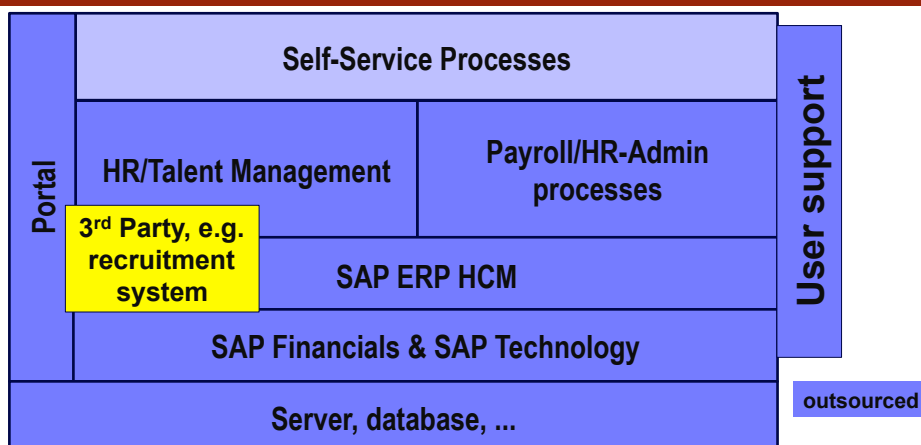 Self-Service Processes
Portal
HR/Talent Management
Payroll/HR-Admin
processes
User support
3rd Party, e.g.
recruitment
system
SAP ERP HCM
SAP Financials & SAP Technology
Server, database, ...
outsourced